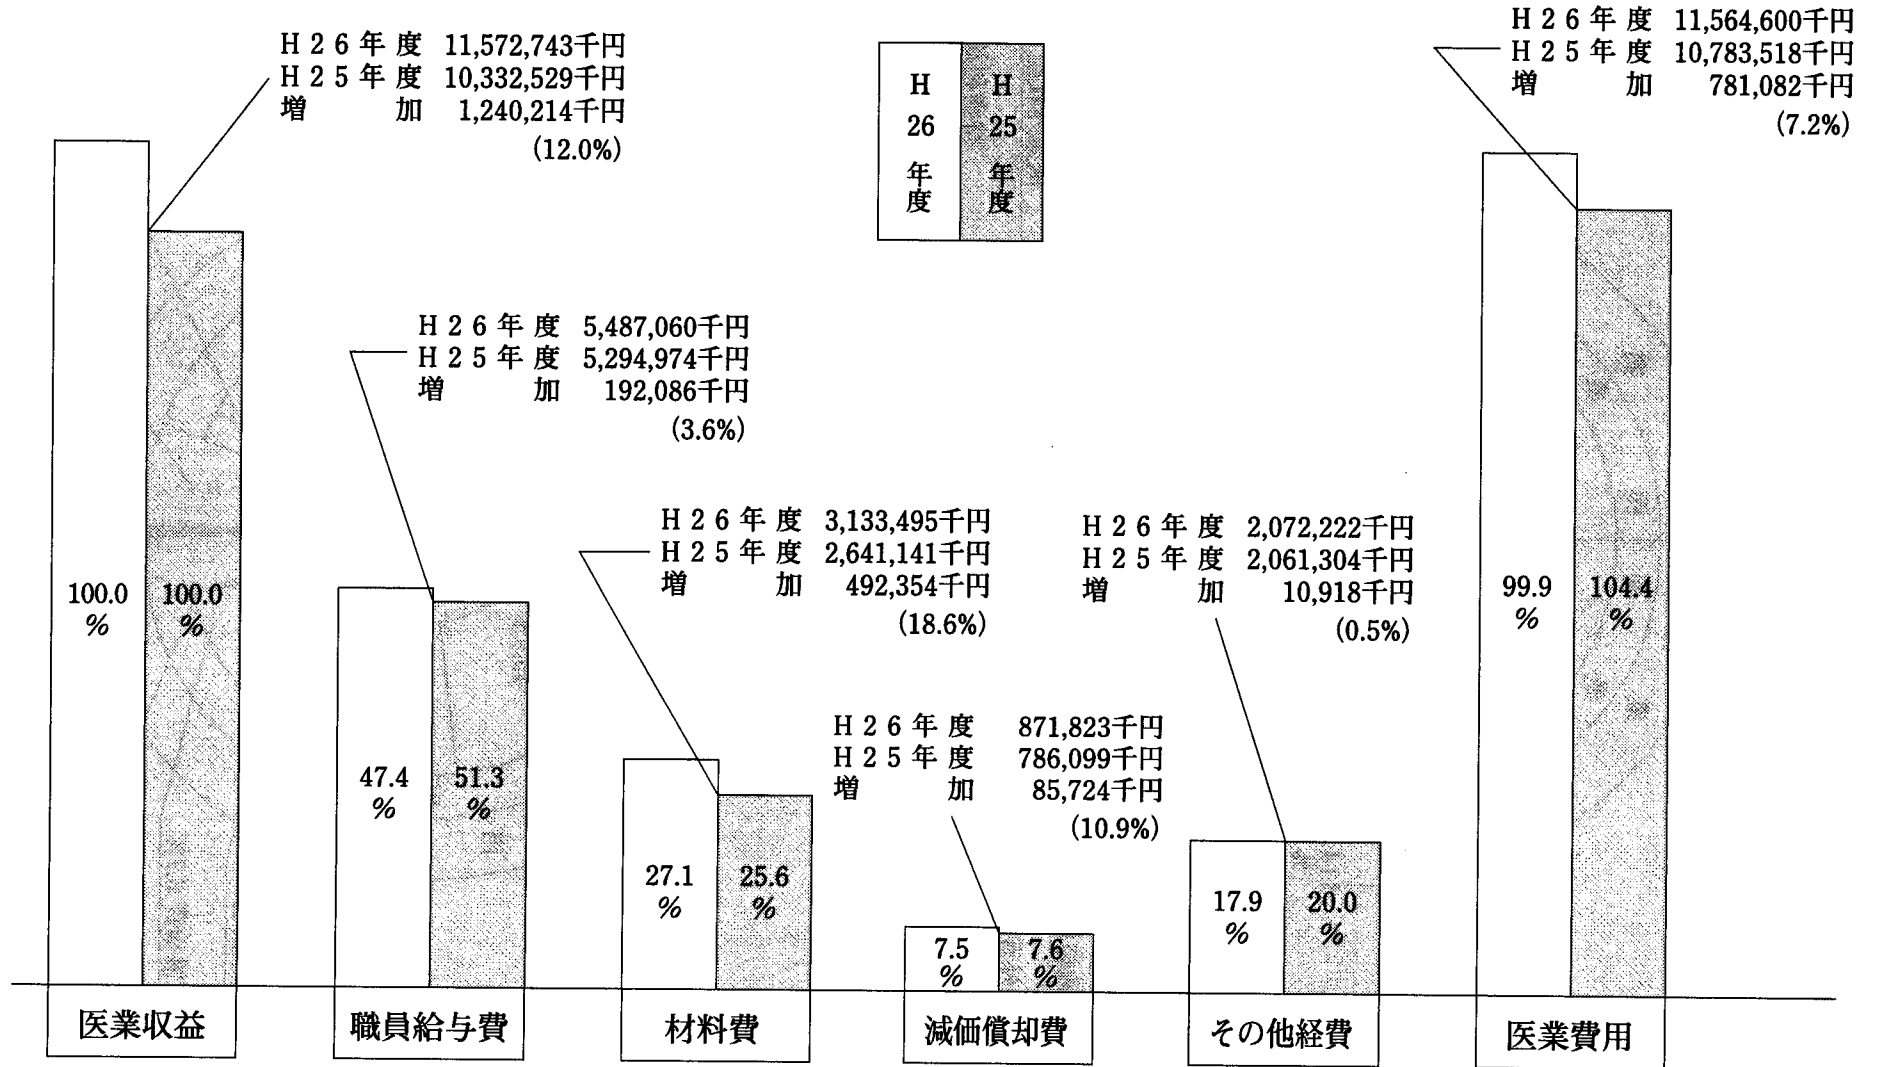 H26年度 11,572,743千円
H25年度 10,332,529千円
増加 1,240,214千円
(12.0%)
H
26
年
度
H
25
年
度
H26年度 11,564,600千円
H25年度 10,783,518千円
増加 781,082千円
(7.2%)
H26年度 5,487,060千円
H25年度 5,294,974千円
増加 192,086千円
(3.6%)
H26年度 3,133,495千円
H25年度 2,641,141千円
増加 492,354千円
(18.6%)
H26年度 2,072,222千円
H25年度 2,061,304千円
増加 10,918千円
(0.5%)
H26年度 871,823千円
H25年度 786,099千円
増加 85,724千円
(10.9%)
100.0
%
100.0
%
47.4
%
51.3
%
27.1
%
25.6
%
7.5
%
7.6
%
17.9
%
20.0
%
99.9
%
104.4
%
医業収益
職員給与費
材料費
減価償却費
その他経費
医業費用